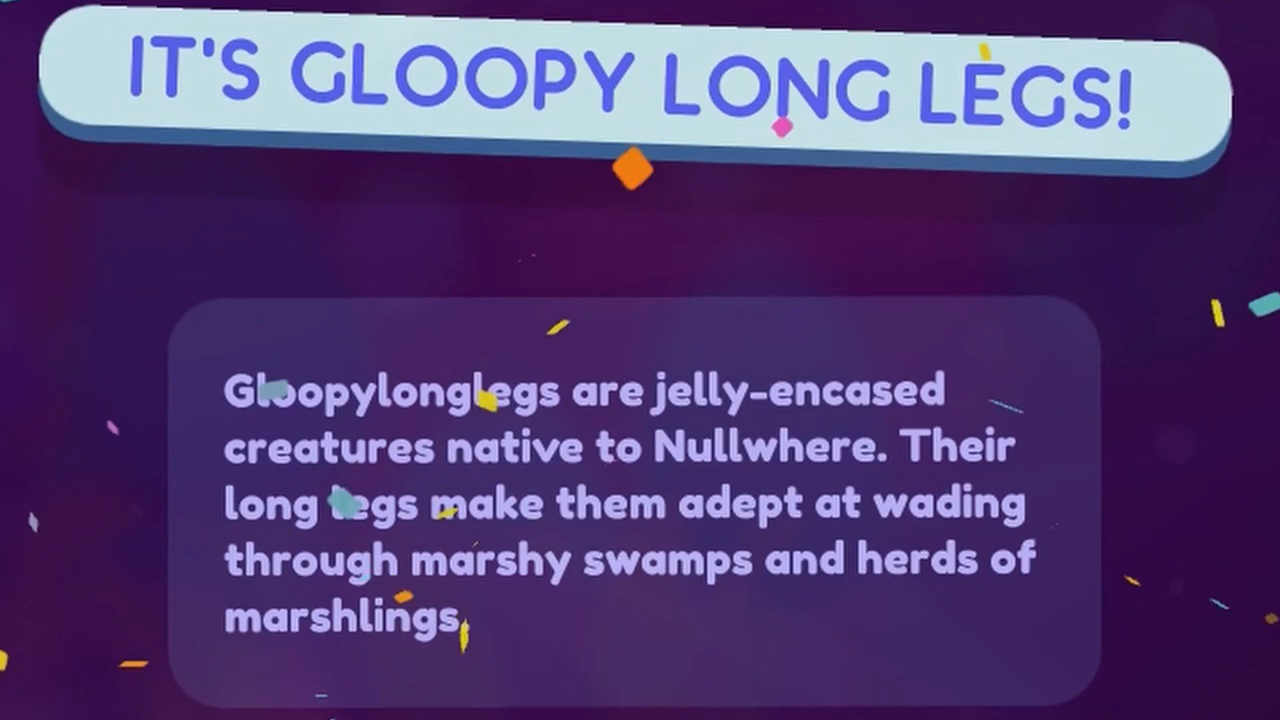 IT'S GLOOPY LONG LEGS!
Gloopylonglegs are jelly-encased
creatures native to Nullwhere. Their
long legs make them adept at wading
through marshy swamps and herds of
marshlings.